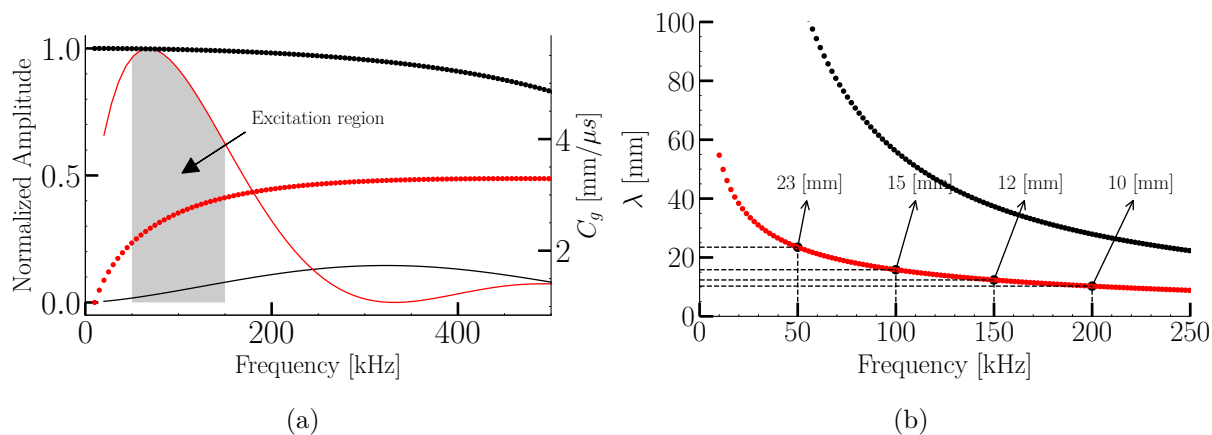 Normalized Amplitude
1.0
0.5
0.0
Excitation region
4
2
C_g [mm/μs]
0
200
400
Frequency [kHz]
(a)
λ [mm]
100
80
60
40
20
0
23 [mm]
15 [mm]
12 [mm]
10 [mm]
0
50
100
150
200
250
Frequency [kHz]
(b)